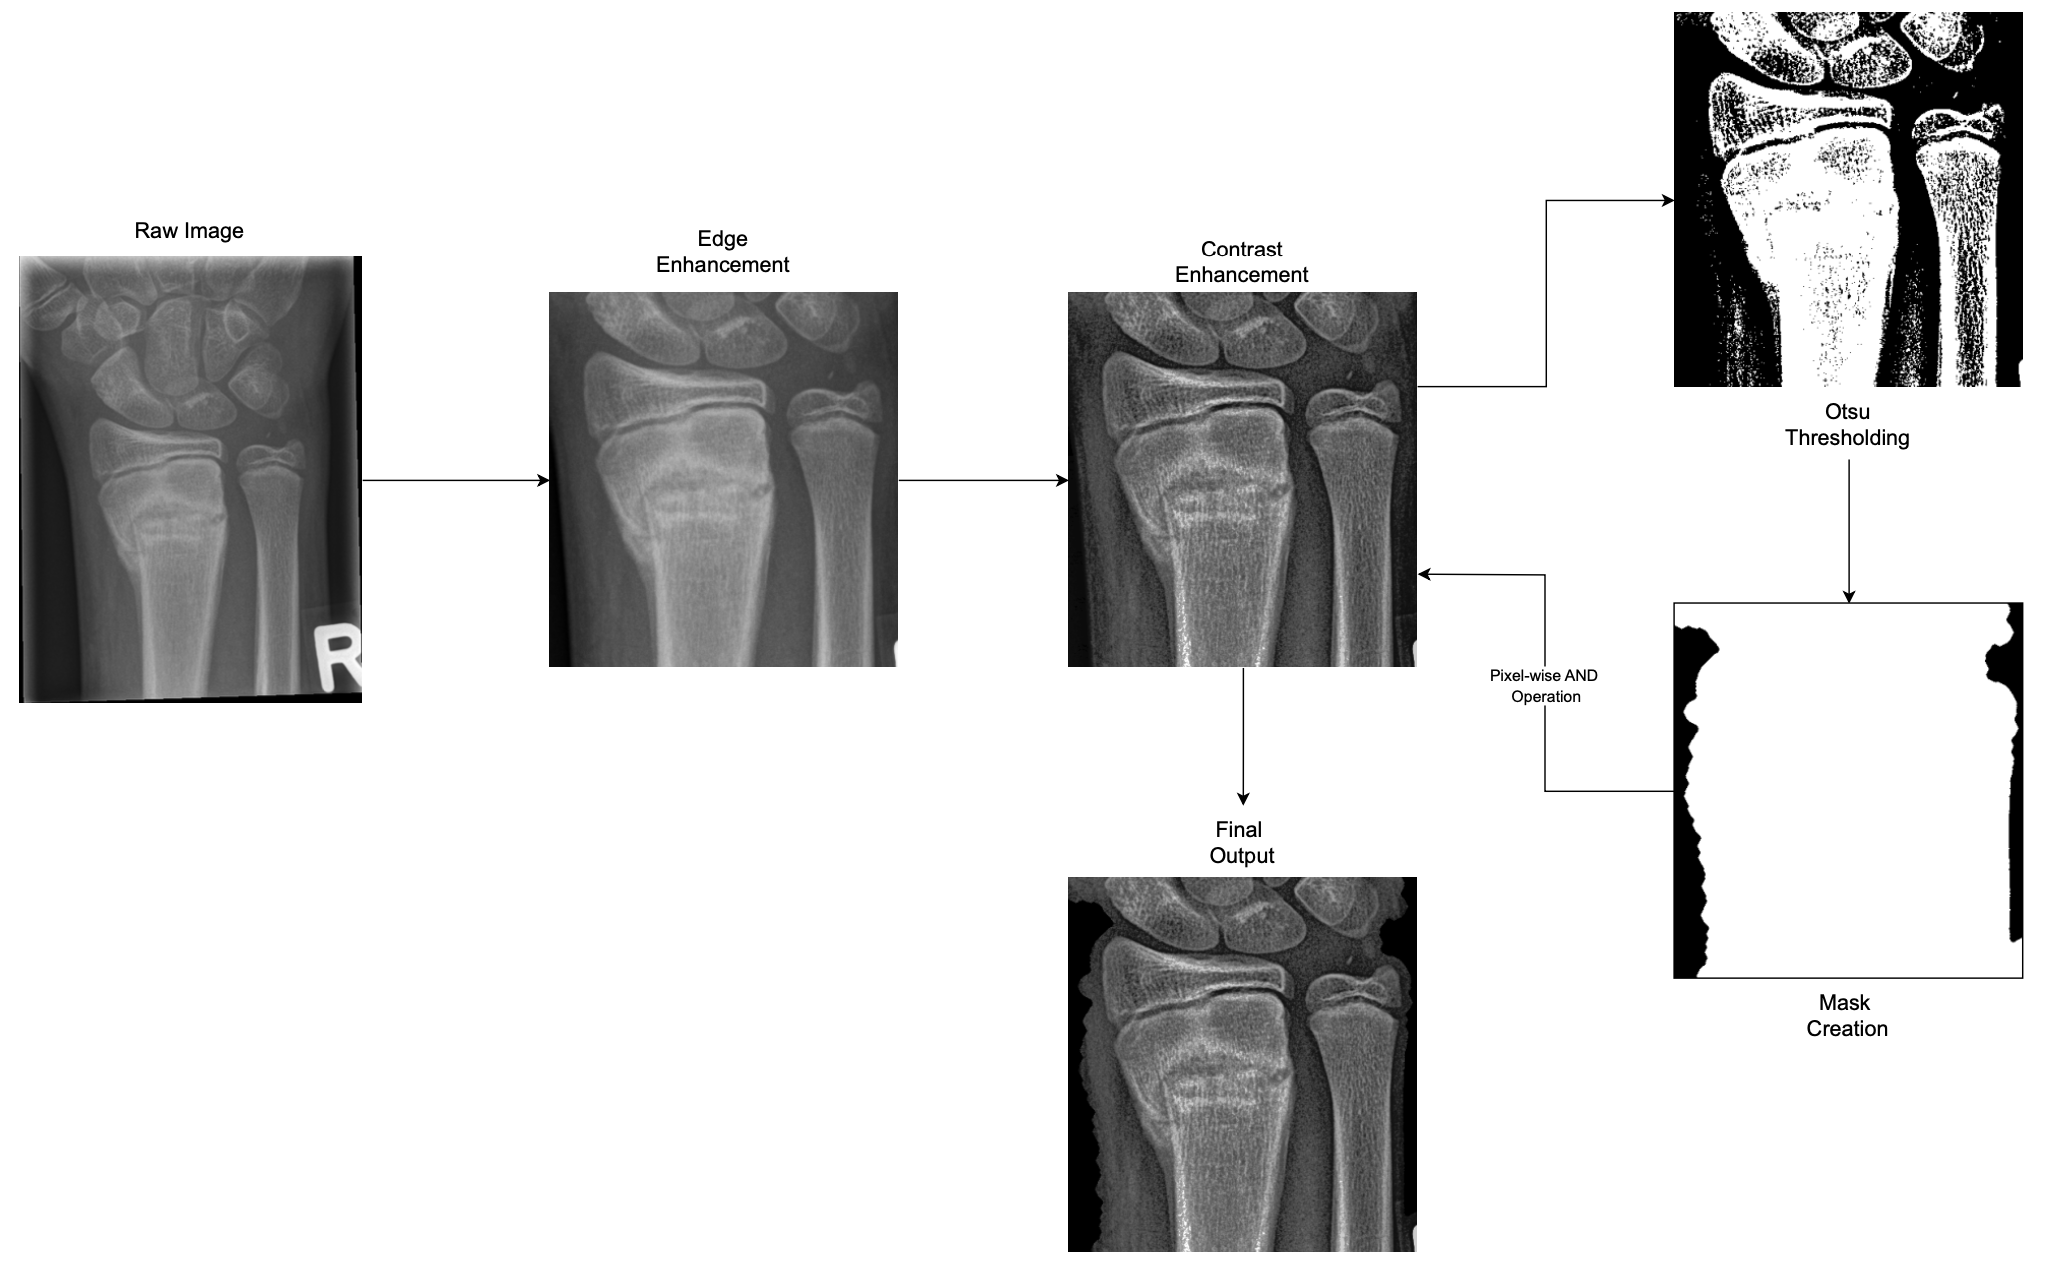 Raw Image
R
Edge
Enhancement
Contrast
Enhancement
Otsu
Thresholding
Pixel-wise AND
Operation
Mask
Creation
Final
Output